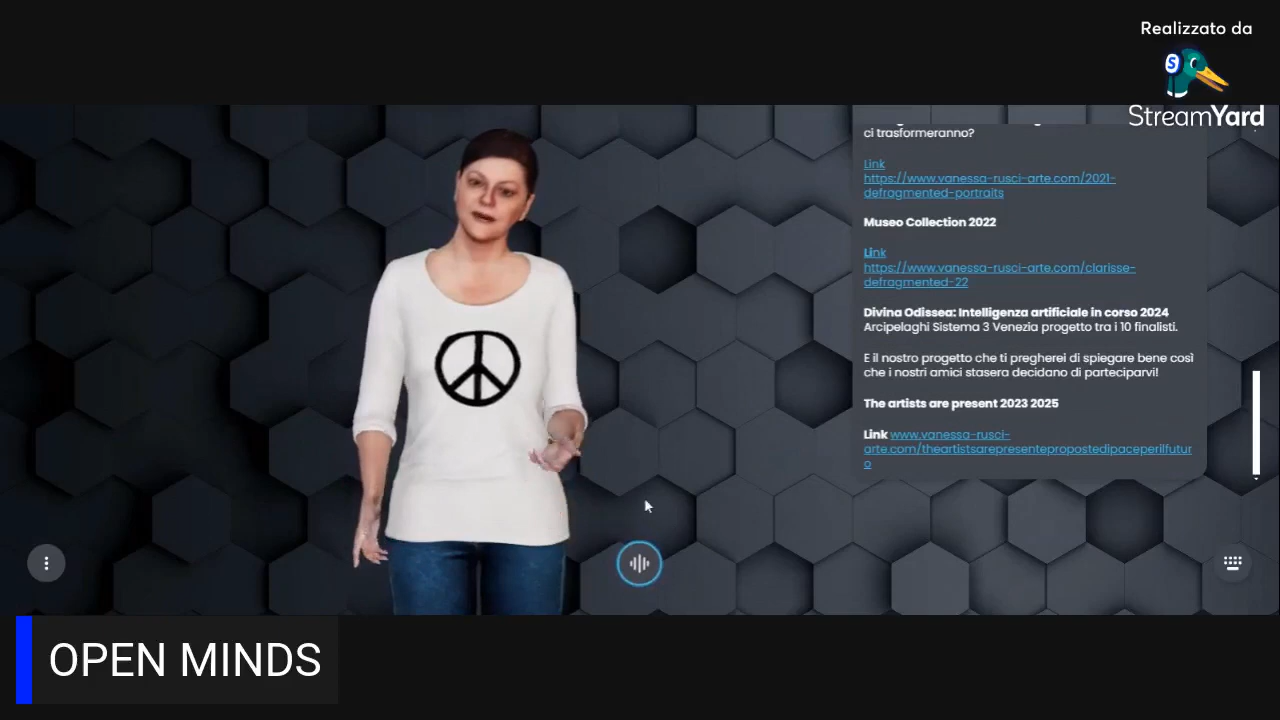 Realizzato da
StreamYard
ci trasformeranno?
Link
https://www.vanessa-rusci-arte.com/2021-
defragmented-portraits
Museo Collection 2022
Link
https://www.vanessa-rusci-arte.com/clarisse-
defragmented-22
Divina Odissea: Intelligenza artificiale in corso 2024
Arcipelaghi Sistema 3 Venezia progetto tra i 10 finalisti.
E il nostro progetto che ti pregherei di spiegare bene così
che i nostri amici stasera decidano di parteciparvi!
The artists are present 2023 2025
Link www.vanessa-rusci-
arte.com/theartistsarepresentepropostedipaceperilfutur
o
OPEN MINDS